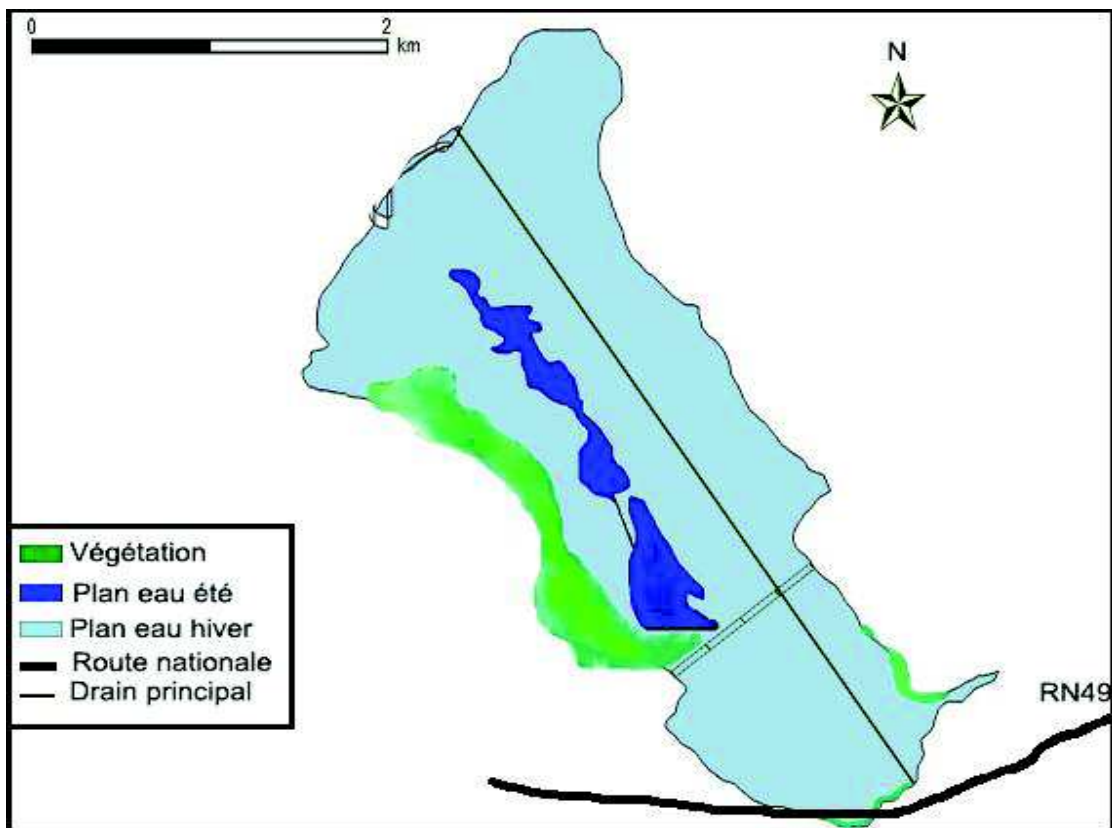 0 2
km
N
Végétation
Plan eau été
Plan eau hiver
Route nationale
Drain principal
RN49